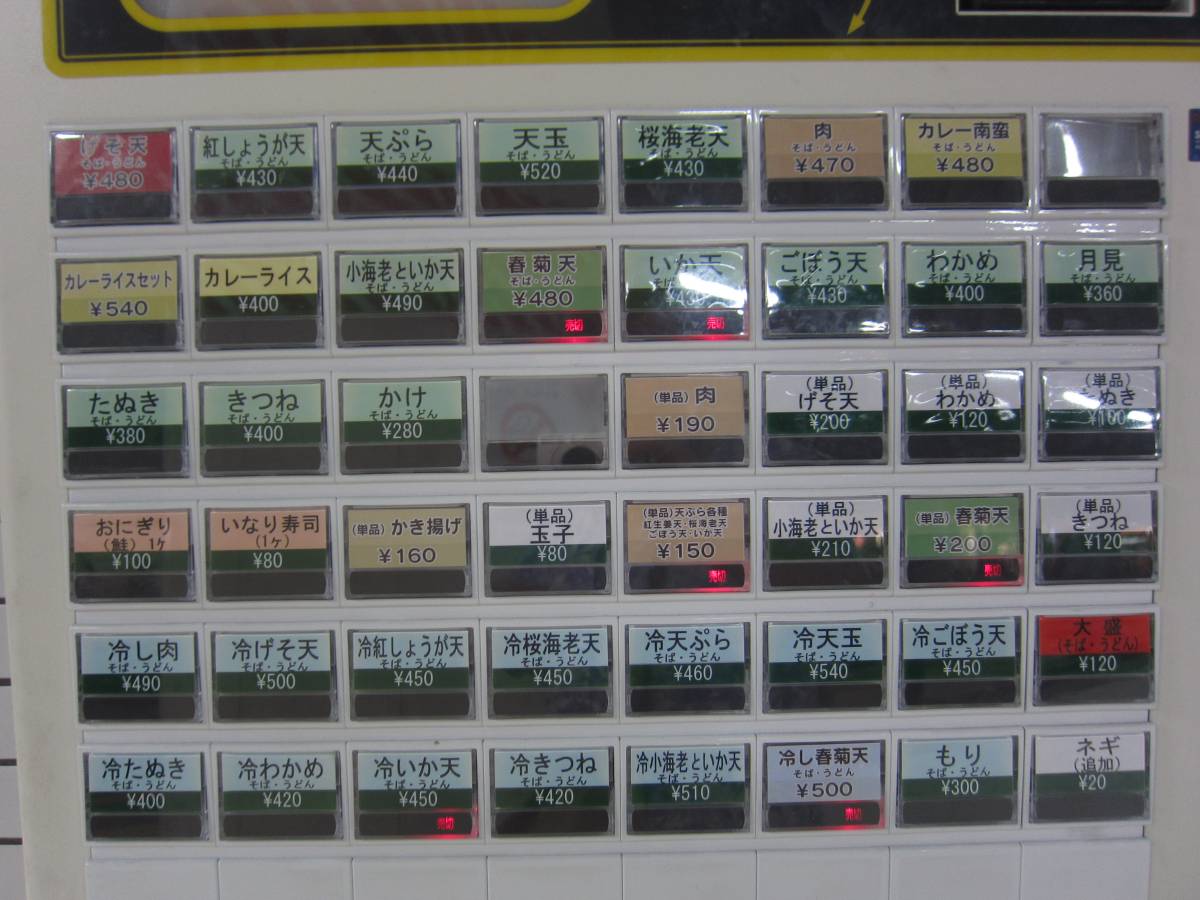 げそ天
そば・うどん
¥480
紅しょうが天
そば・うどん
¥430
天ぷら
そば・うどん
¥440
天玉
そば・うどん
¥520
桜海老天
そば・うどん
¥430
肉
そば・うどん
¥470
カレー南蛮
そば・うどん
¥480
カレーライスセット
¥540
カレーライス
¥400
小海老といか天
そば・うどん
¥490
春菊天
そば・うどん
¥480
売切
いか天
そば・うどん
¥430
売切
ごぼう天
そば・うどん
¥430
わかめ
そば・うどん
¥400
月見
そば・うどん
¥360
たぬき
そば・うどん
¥380
きつね
そば・うどん
¥400
かけ
そば・うどん
¥280
(単品) 肉
¥190
(単品)
げそ天
¥200
(単品)
わかめ
¥120
(単品)
たぬき
¥100
おにぎり
(鮭) 1ヶ
¥100
いなり寿司
(1ヶ)
¥80
(単品) かき揚げ
¥160
(単品)
玉子
¥80
(単品)天ぷら各種
紅生姜天・桜海老天
ごぼう天・いか天
¥150
売切
(単品)
小海老といか天
¥210
(単品) 春菊天
¥200
売切
(単品)
きつね
¥120
冷し肉
そば・うどん
¥490
冷げそ天
そば・うどん
¥500
冷紅しょうが天
そば・うどん
¥450
冷桜海老天
そば・うどん
¥450
冷天ぷら
そば・うどん
¥460
冷天玉
そば・うどん
¥540
冷ごぼう天
そば・うどん
¥450
大盛
(そば・うどん)
¥120
冷たぬき
そば・うどん
¥400
冷わかめ
そば・うどん
¥420
冷いか天
そば・うどん
¥450
売切
冷きつね
そば・うどん
¥420
冷小海老といか天
そば・うどん
¥510
冷し春菊天
そば・うどん
¥500
売切
もり
そば・うどん
¥300
ネギ
(追加)
¥20